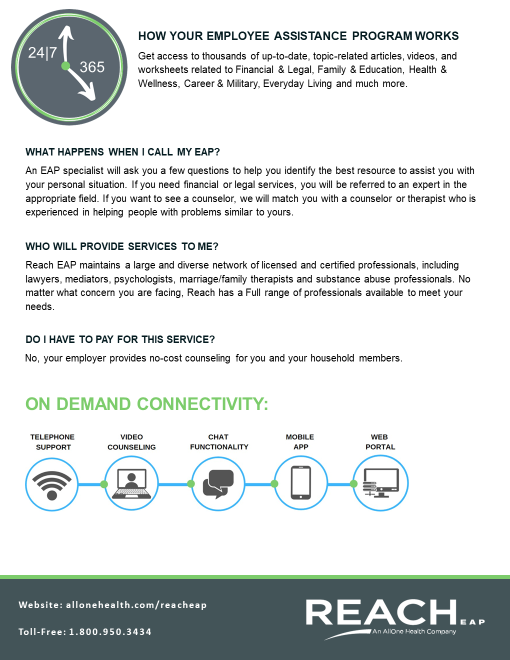 24|7
365
HOW YOUR EMPLOYEE ASSISTANCE PROGRAM WORKS
Get access to thousands of up-to-date, topic-related articles, videos, and
worksheets related to Financial & Legal, Family & Education, Health &
Wellness, Career & Military, Everyday Living and much more.
WHAT HAPPENS WHEN I CALL MY EAP?
An EAP specialist will ask you a few questions to help you identify the best resource to assist you with
your personal situation. If you need financial or legal services, you will be referred to an expert in the
appropriate field. If you want to see a counselor, we will match you with a counselor or therapist who is
experienced in helping people with problems similar to yours.
WHO WILL PROVIDE SERVICES TO ME?
Reach EAP maintains a large and diverse network of licensed and certified professionals, including
lawyers, mediators, psychologists, marriage/family therapists and substance abuse professionals. No
matter what concern you are facing, Reach has a Full range of professionals available to meet your
needs.
DO I HAVE TO PAY FOR THIS SERVICE?
No, your employer provides no-cost counseling for you and your household members.
ON DEMAND CONNECTIVITY:
TELEPHONE
SUPPORT
VIDEO
COUNSELING
CHAT
FUNCTIONALITY
MOBILE
APP
WEB
PORTAL
Website: allonehealth.com/reacheap
Toll-Free: 1.800.950.3434
REACH EAP
An AllOne Health Company